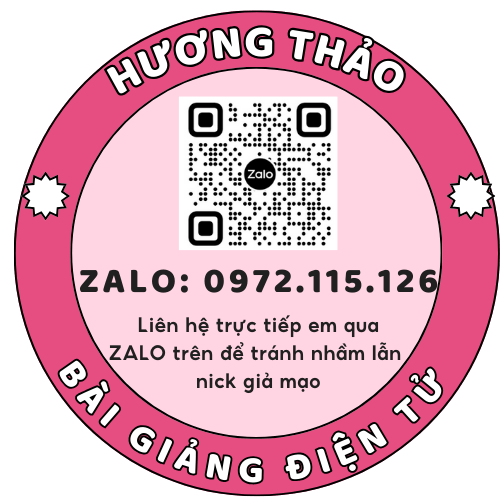 HƯƠNG THẢO
Zalo
ZALO: 0972.115.126
Liên hệ trực tiếp em qua
ZALO trên để tránh nhầm lẫn
nick giả mạo
BÀI GIẢNG ĐIỆN TỬ